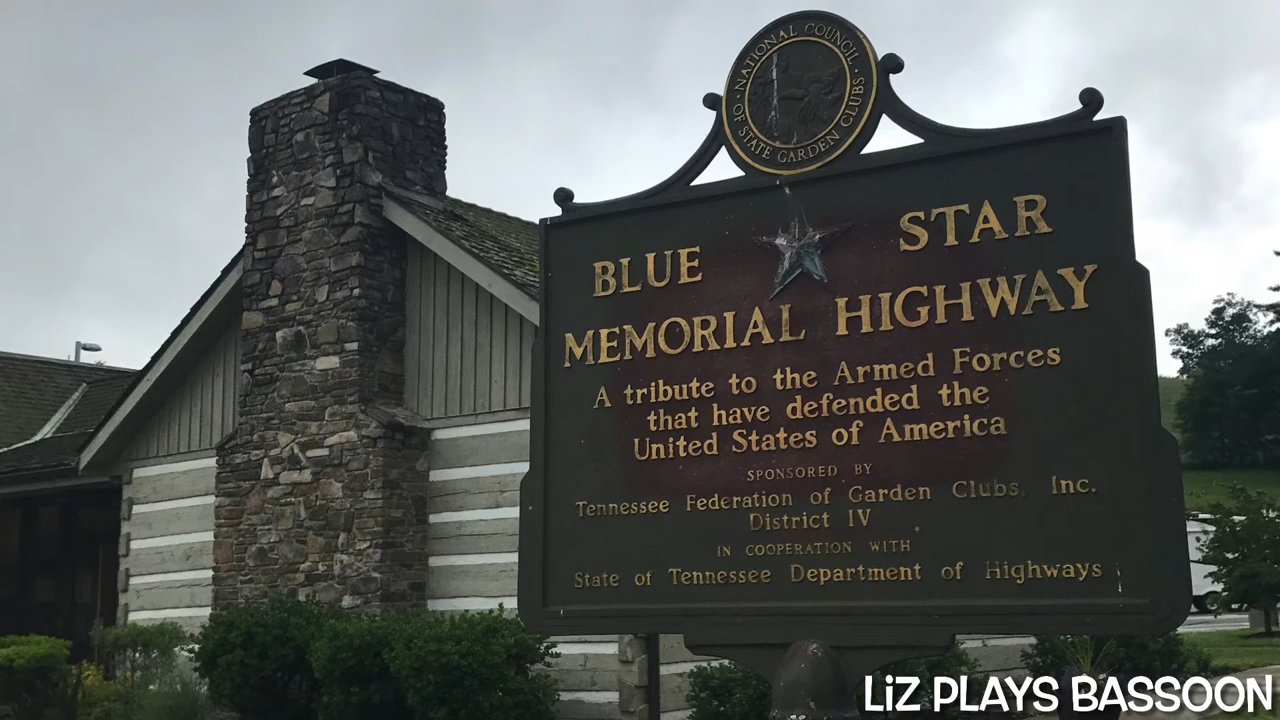 NATIONAL COUNCIL
OF STATE GARDEN CLUBS
BLUE STAR
MEMORIAL HIGHWAY
A tribute to the Armed Forces
that have defended the
United States of America
SPONSORED BY
Tennessee Federation of Garden Clubs, Inc.
District IV
IN COOPERATION WITH
State of Tennessee Department of Highways
LiZ PLAYS BASSOON